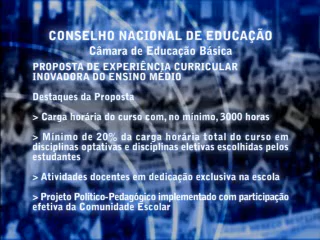 CONSELHO NACIONAL DE EDUCAÇÃO
Câmara de Educação Básica
PROPOSTA DE EXPERIÊNCIA CURRICULAR
INOVADORA DO ENSINO MÉDIO
Destaques da Proposta
> Carga horária do curso com, no mínimo, 3000 horas
> Mínimo de 20% da carga horária total do curso em
disciplinas optativas e disciplinas eletivas escolhidas pelos
estudantes
> Atividades docentes em dedicação exclusiva na escola
> Projeto Político-Pedagógico implementado com participação
efetiva da Comunidade Escolar